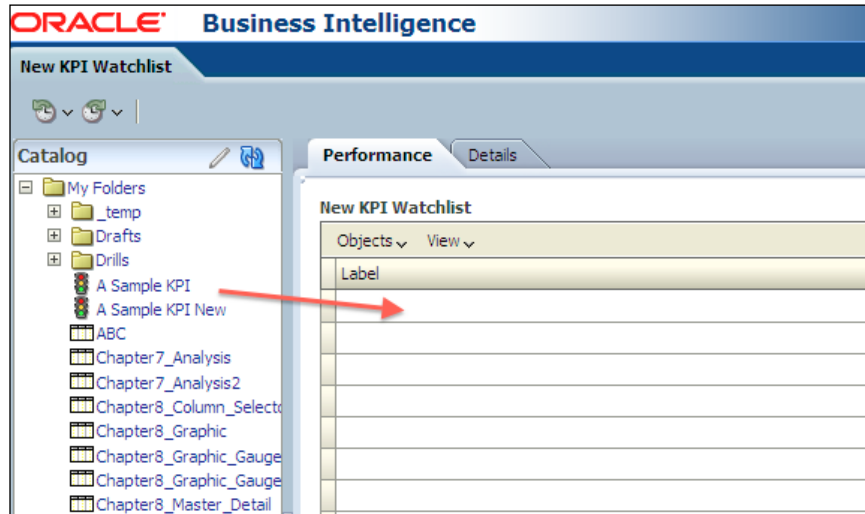 ORACLE Business Intelligence
New KPI Watchlist
Catalog
My Folders
_temp
Drafts
Drills
A Sample KPI
A Sample KPI New
ABC
Chapter7_Analysis
Chapter7_Analysis2
Chapter8_Column_Selecto
Chapter8_Graphic
Chapter8_Graphic_Gauge
Chapter8_Graphic_Gauge
Chapter8_Master_Detail
Performance Details
New KPI Watchlist
Objects View
Label